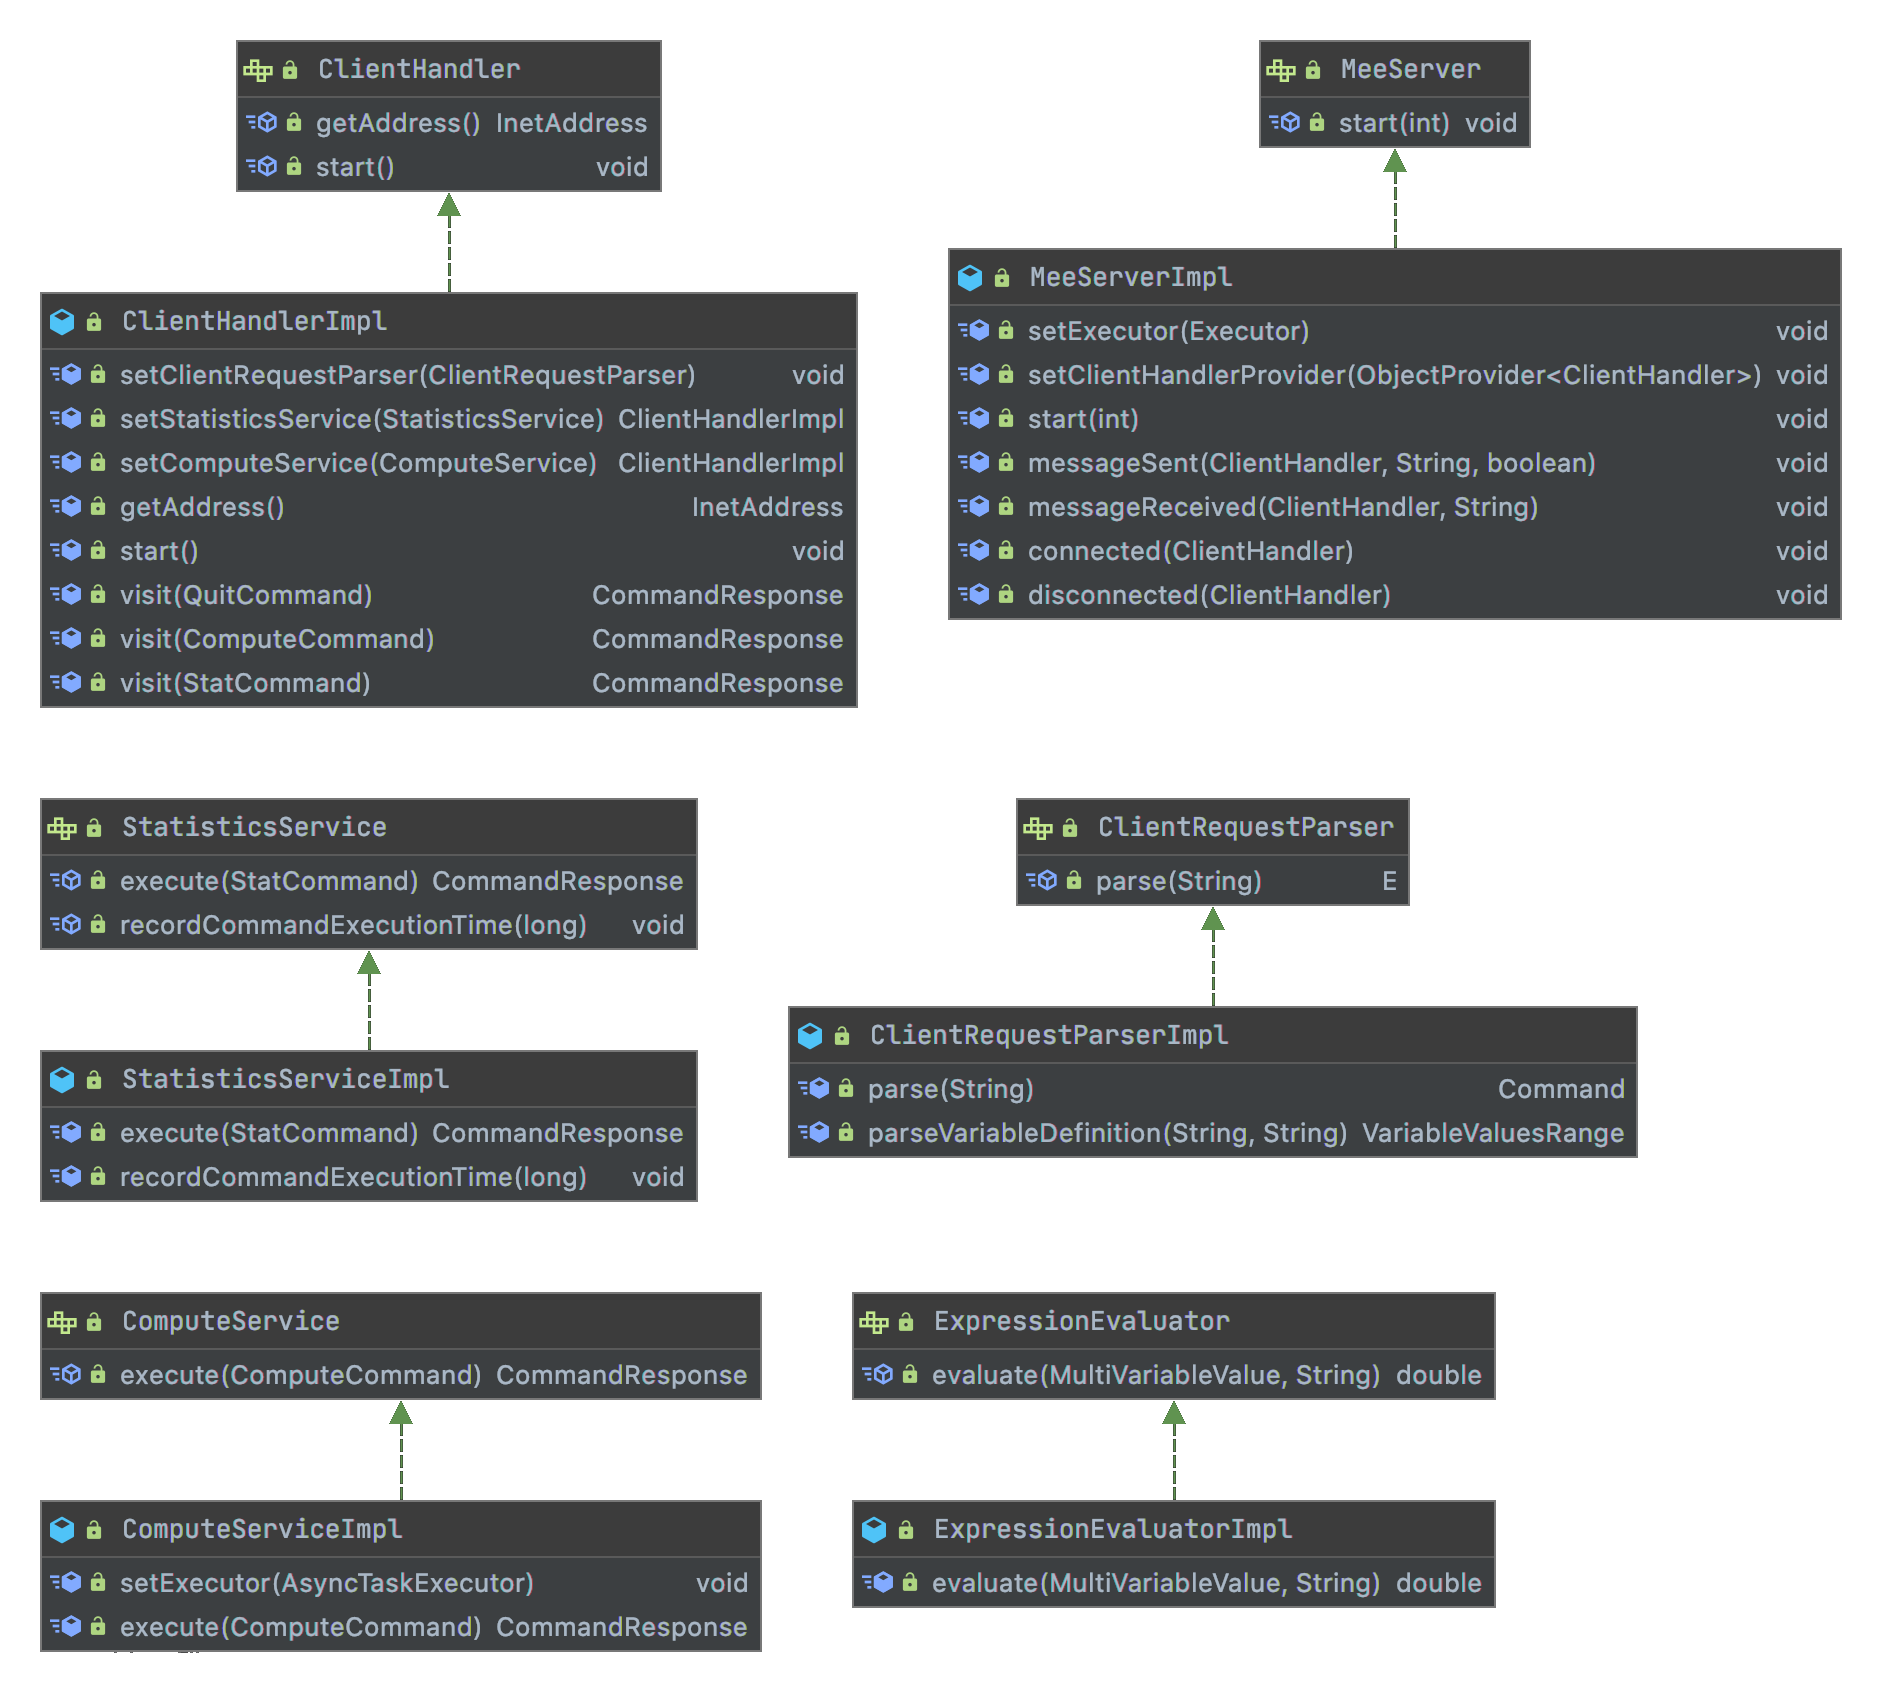 ClientHandler
getAddress() InetAddress
start() void
MeeServer
start(int) void
ClientHandlerImpl
setClientRequestParser(ClientRequestParser) void
setStatisticsService(StatisticsService) ClientHandlerImpl
setComputeService(ComputeService) ClientHandlerImpl
getAddress() InetAddress
start() void
visit(QuitCommand) CommandResponse
visit(ComputeCommand) CommandResponse
visit(StatCommand) CommandResponse
MeeServerImpl
setExecutor(Executor) void
setClientHandlerProvider(ObjectProvider<ClientHandler>) void
start(int) void
messageSent(ClientHandler, String, boolean) void
messageReceived(ClientHandler, String) void
connected(ClientHandler) void
disconnected(ClientHandler) void
StatisticsService
execute(StatCommand) CommandResponse
recordCommandExecutionTime(long) void
StatisticsServiceImpl
execute(StatCommand) CommandResponse
recordCommandExecutionTime(long) void
ClientRequestParser
parse(String) E
ClientRequestParserImpl
parse(String) Command
parseVariableDefinition(String, String) VariableValuesRange
ComputeService
execute(ComputeCommand) CommandResponse
ComputeServiceImpl
setExecutor(AsyncTaskExecutor) void
execute(ComputeCommand) CommandResponse
ExpressionEvaluator
evaluate(MultiVariableValue, String) double
ExpressionEvaluatorImpl
evaluate(MultiVariableValue, String) double